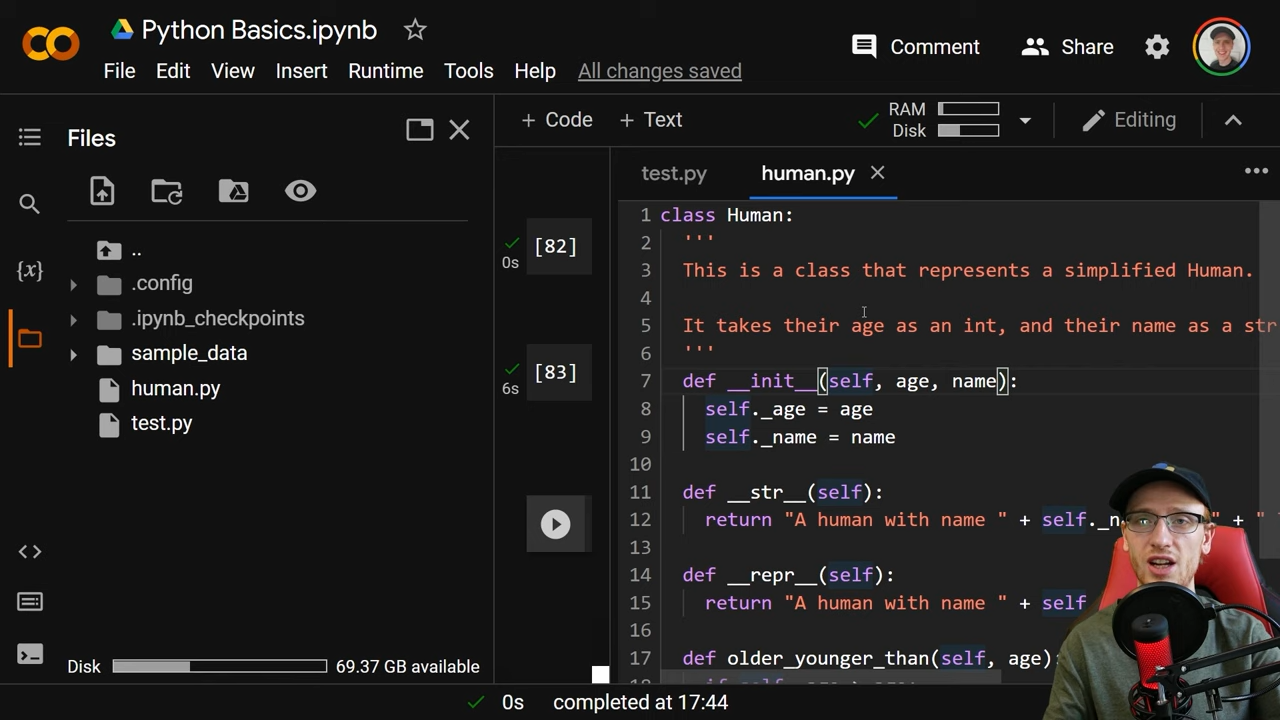 Python Basics.ipynb
Comment
Share
File Edit View Insert Runtime Tools Help All changes saved
Files
+ Code + Text
RAM
Disk
Editing
test.py human.py
..
.config
.ipynb_checkpoints
sample_data
human.py
test.py
{x}
<>
[82]
0s
[83]
6s
1 class Human:
2 '''
3 This is a class that represents a simplified Human.
4
5 It takes their age as an int, and their name as a str
6 '''
7 def __init__(self, age, name):
8 self._age = age
9 self._name = name
10
11 def __str__(self):
12 return "A human with name " + self._n " + "
13
14 def __repr__(self):
15 return "A human with name " + self
16
17 def older_younger_than(self, age):
Disk 69.37 GB available
0s completed at 17:44